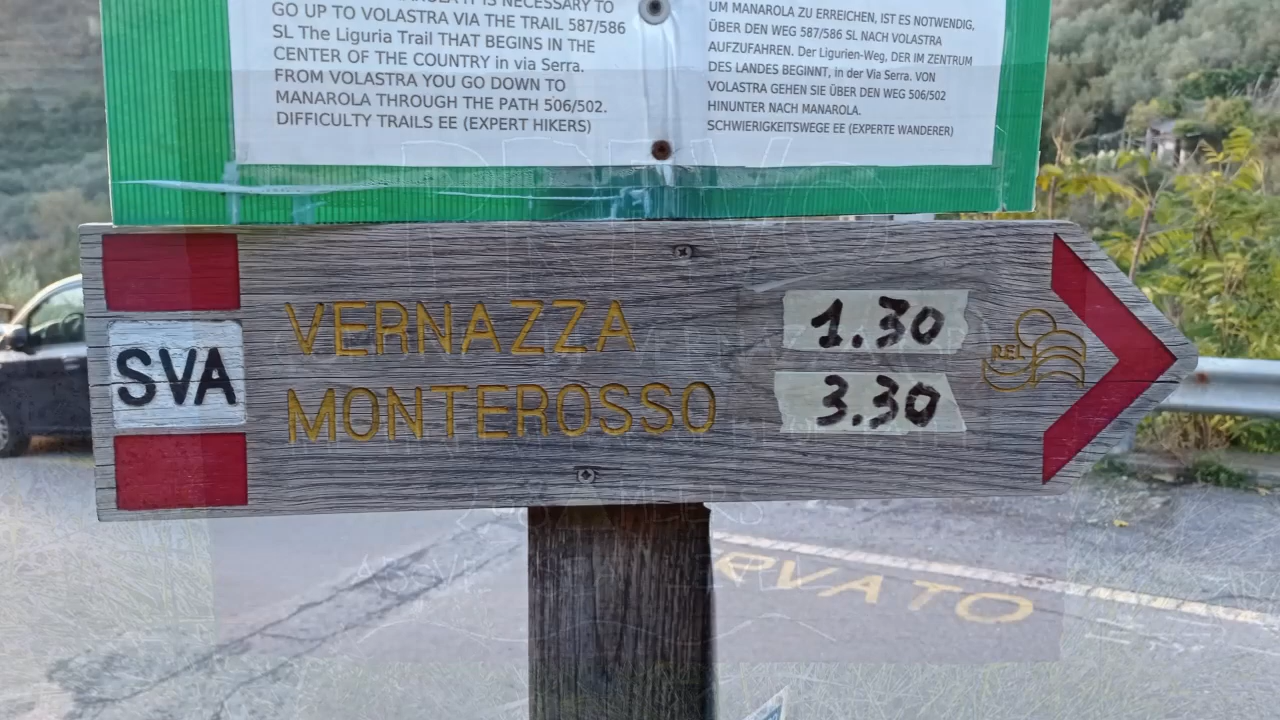 MANAROLA IT IS NECESSARY TO
GO UP TO VOLASTRA VIA THE TRAIL 587/586
SL The Liguria Trail THAT BEGINS IN THE
CENTER OF THE COUNTRY in via Serra.
FROM VOLASTRA YOU GO DOWN TO
MANAROLA THROUGH THE PATH 506/502.
DIFFICULTY TRAILS EE (EXPERT HIKERS)
UM MANAROLA ZU ERREICHEN, IST ES NOTWENDIG,
ÜBER DEN WEG 587/586 SL NACH VOLASTRA
AUFZUFAHREN. Der Ligurien-Weg, DER IM ZENTRUM
DES LANDES BEGINNT, in der Via Serra. VON
VOLASTRA GEHEN SIE ÜBER DEN WEG 506/502
HINUNTER NACH MANAROLA.
SCHWIERIGKEITSWEGE EE (EXPERTE WANDERER)
SVA
VERNAZZA 1.30
MONTEROSSO 3.30
REL
RVATO